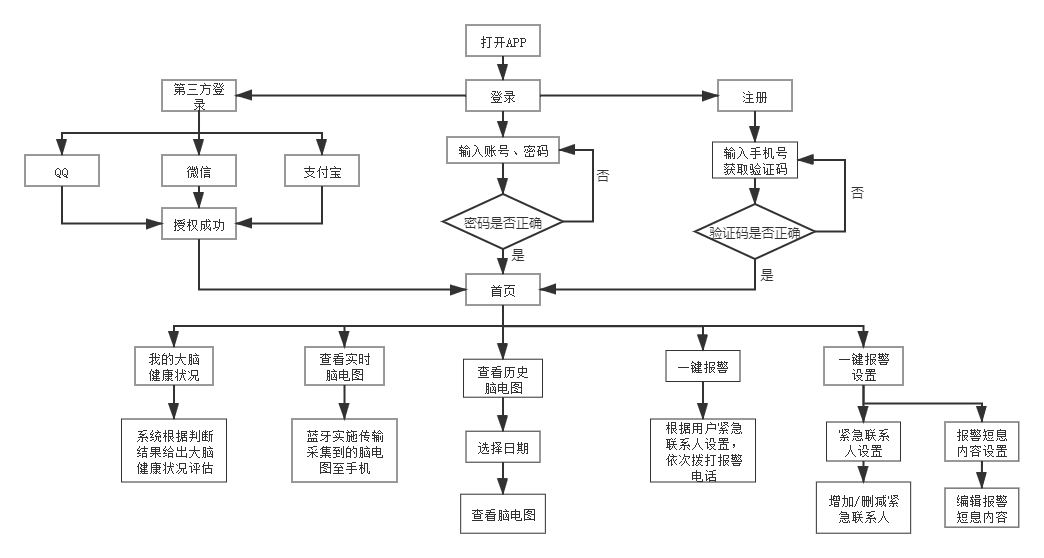 打开APP
第三方登
录
登录
注册
输入账号、密码
输入手机号
获取验证码
QQ
微信
支付宝
否
否
授权成功
密码是否正确
验证码是否正确
是
是
首页
我的大脑
健康状况
查看实时
脑电图
查看历史
脑电图
一键报警
一键报警
设置
系统根据判断
结果给出大脑
健康状况评估
蓝牙实施传输
采集到的脑电
图至手机
选择日期
根据用户紧急
联系人设置，
依次拨打报警
电话
紧急联系
人设置
报警短息
内容设置
查看脑电图
增加/删减紧
急联系人
编辑报警
短息内容